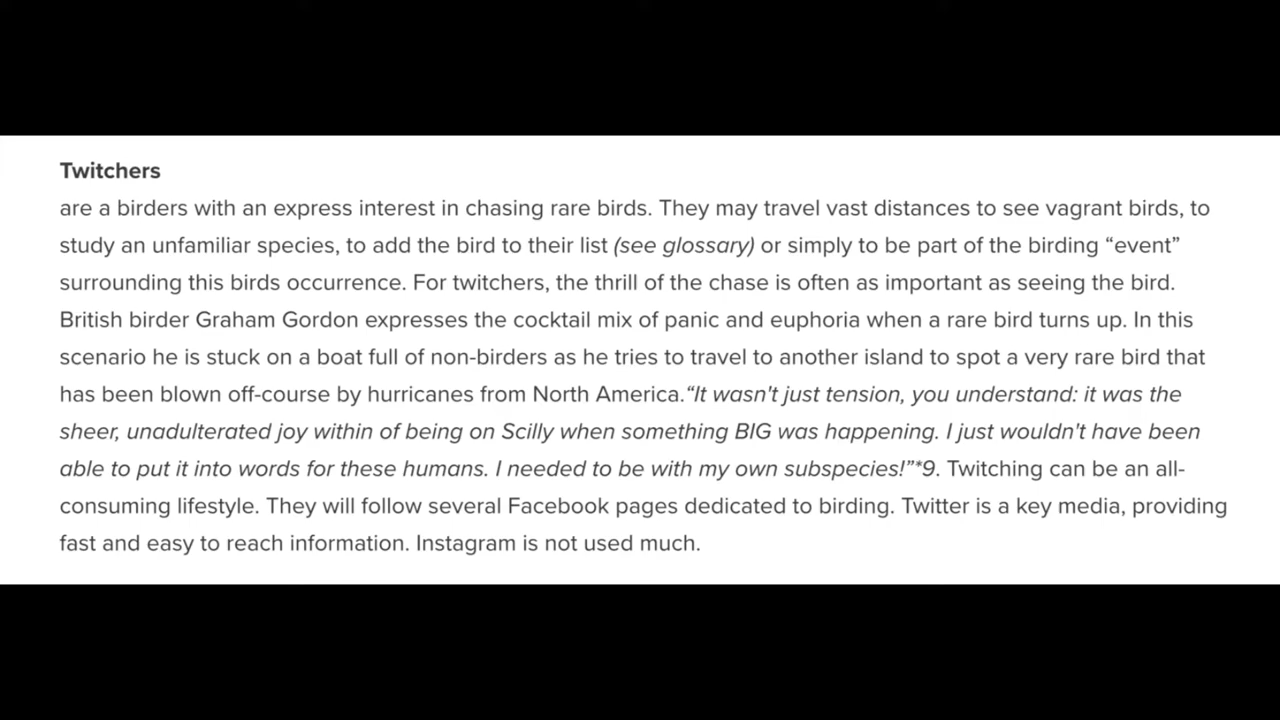 Twitchers
are a birders with an express interest in chasing rare birds. They may travel vast distances to see vagrant birds, to
study an unfamiliar species, to add the bird to their list (see glossary) or simply to be part of the birding “event”
surrounding this birds occurrence. For twitchers, the thrill of the chase is often as important as seeing the bird.
British birder Graham Gordon expresses the cocktail mix of panic and euphoria when a rare bird turns up. In this
scenario he is stuck on a boat full of non-birders as he tries to travel to another island to spot a very rare bird that
has been blown off-course by hurricanes from North America.“It wasn't just tension, you understand: it was the
sheer, unadulterated joy within of being on Scilly when something BIG was happening. I just wouldn't have been
able to put it into words for these humans. I needed to be with my own subspecies!”*9. Twitching can be an all-
consuming lifestyle. They will follow several Facebook pages dedicated to birding. Twitter is a key media, providing
fast and easy to reach information. Instagram is not used much.